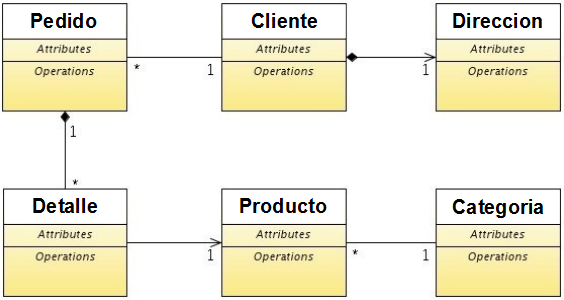 Pedido
Attributes
Operations
*
1
Cliente
Attributes
Operations
1
Direccion
Attributes
Operations
1
*
Detalle
Attributes
Operations
1
Producto
Attributes
Operations
*
1
Categoria
Attributes
Operations